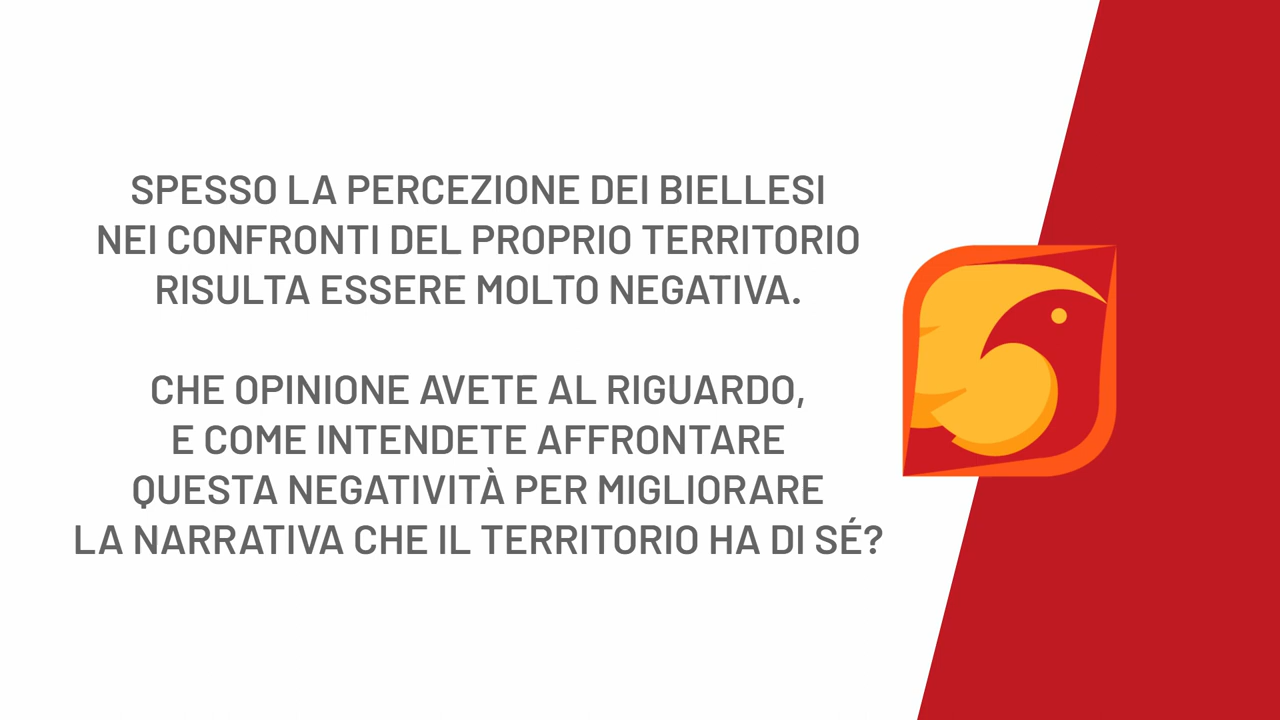 SPESSO LA PERCEZIONE DEI BIELLESI
NEI CONFRONTI DEL PROPRIO TERRITORIO
RISULTA ESSERE MOLTO NEGATIVA.
CHE OPINIONE AVETE AL RIGUARDO,
E COME INTENDETE AFFRONTARE
QUESTA NEGATIVITÀ PER MIGLIORARE
LA NARRATIVA CHE IL TERRITORIO HA DI SÉ?